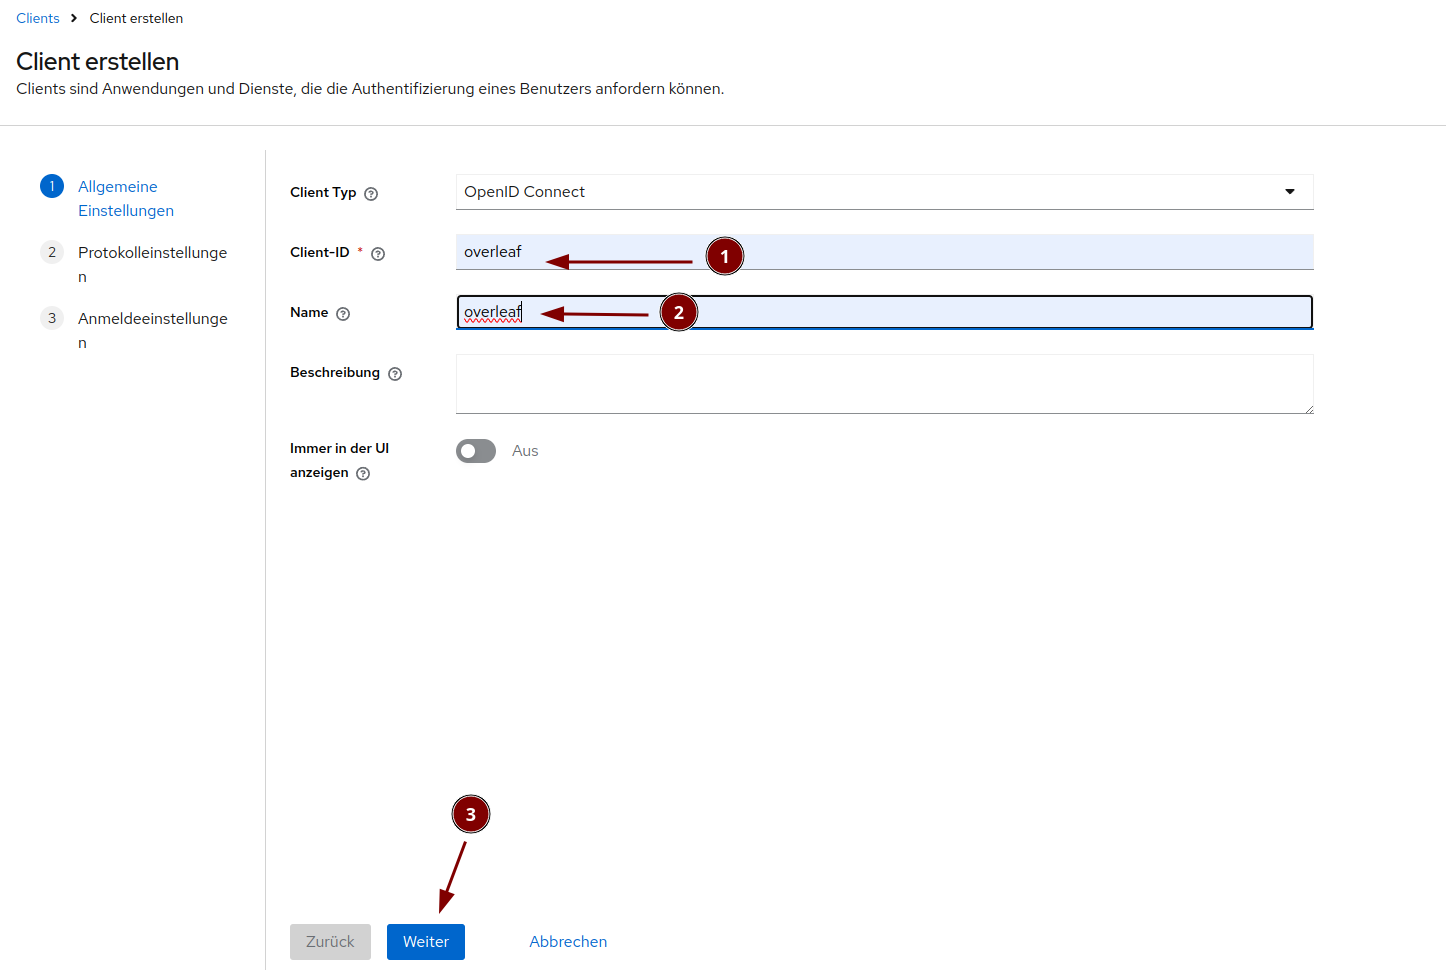 Clients > Client erstellen
Client erstellen
Clients sind Anwendungen und Dienste, die die Authentifizierung eines Benutzers anfordern können.
1 Allgemeine
Einstellungen
2 Protokolleinstellunge
n
3 Anmeldeeinstellunge
n
Client Typ ? OpenID Connect
Client-ID * ? overleaf 1
Name ? overleaf 2
Beschreibung ?
Immer in der UI
anzeigen ? Aus
3
Zurück Weiter Abbrechen